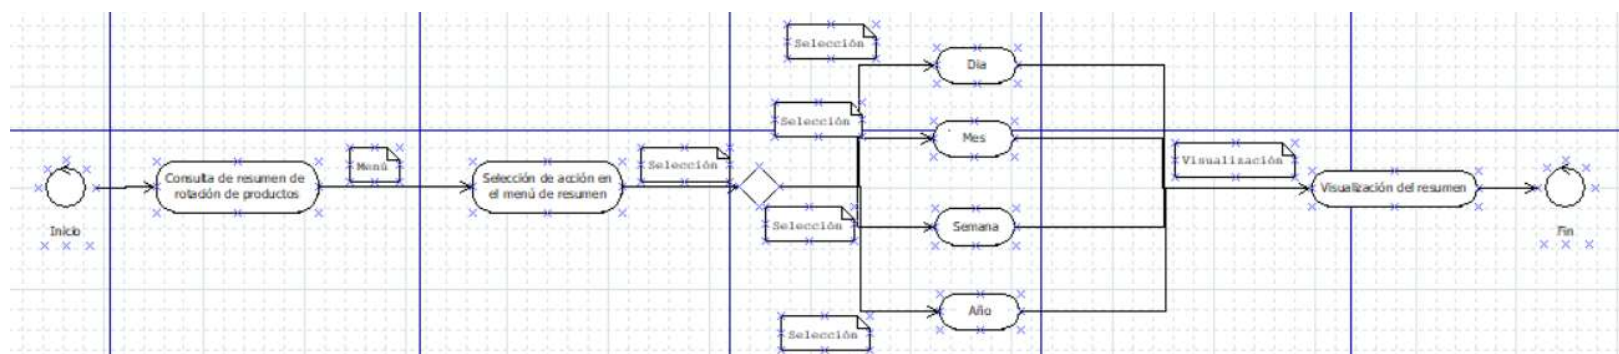 Inicio
Consulta de resumen de
rotación de productos
Menú
Selección de acción en
el menú de resumen
Selección
Selección
Selección
Selección
Selección
Dia
Mes
Semana
Año
Visualización
Visualización del resumen
Fin